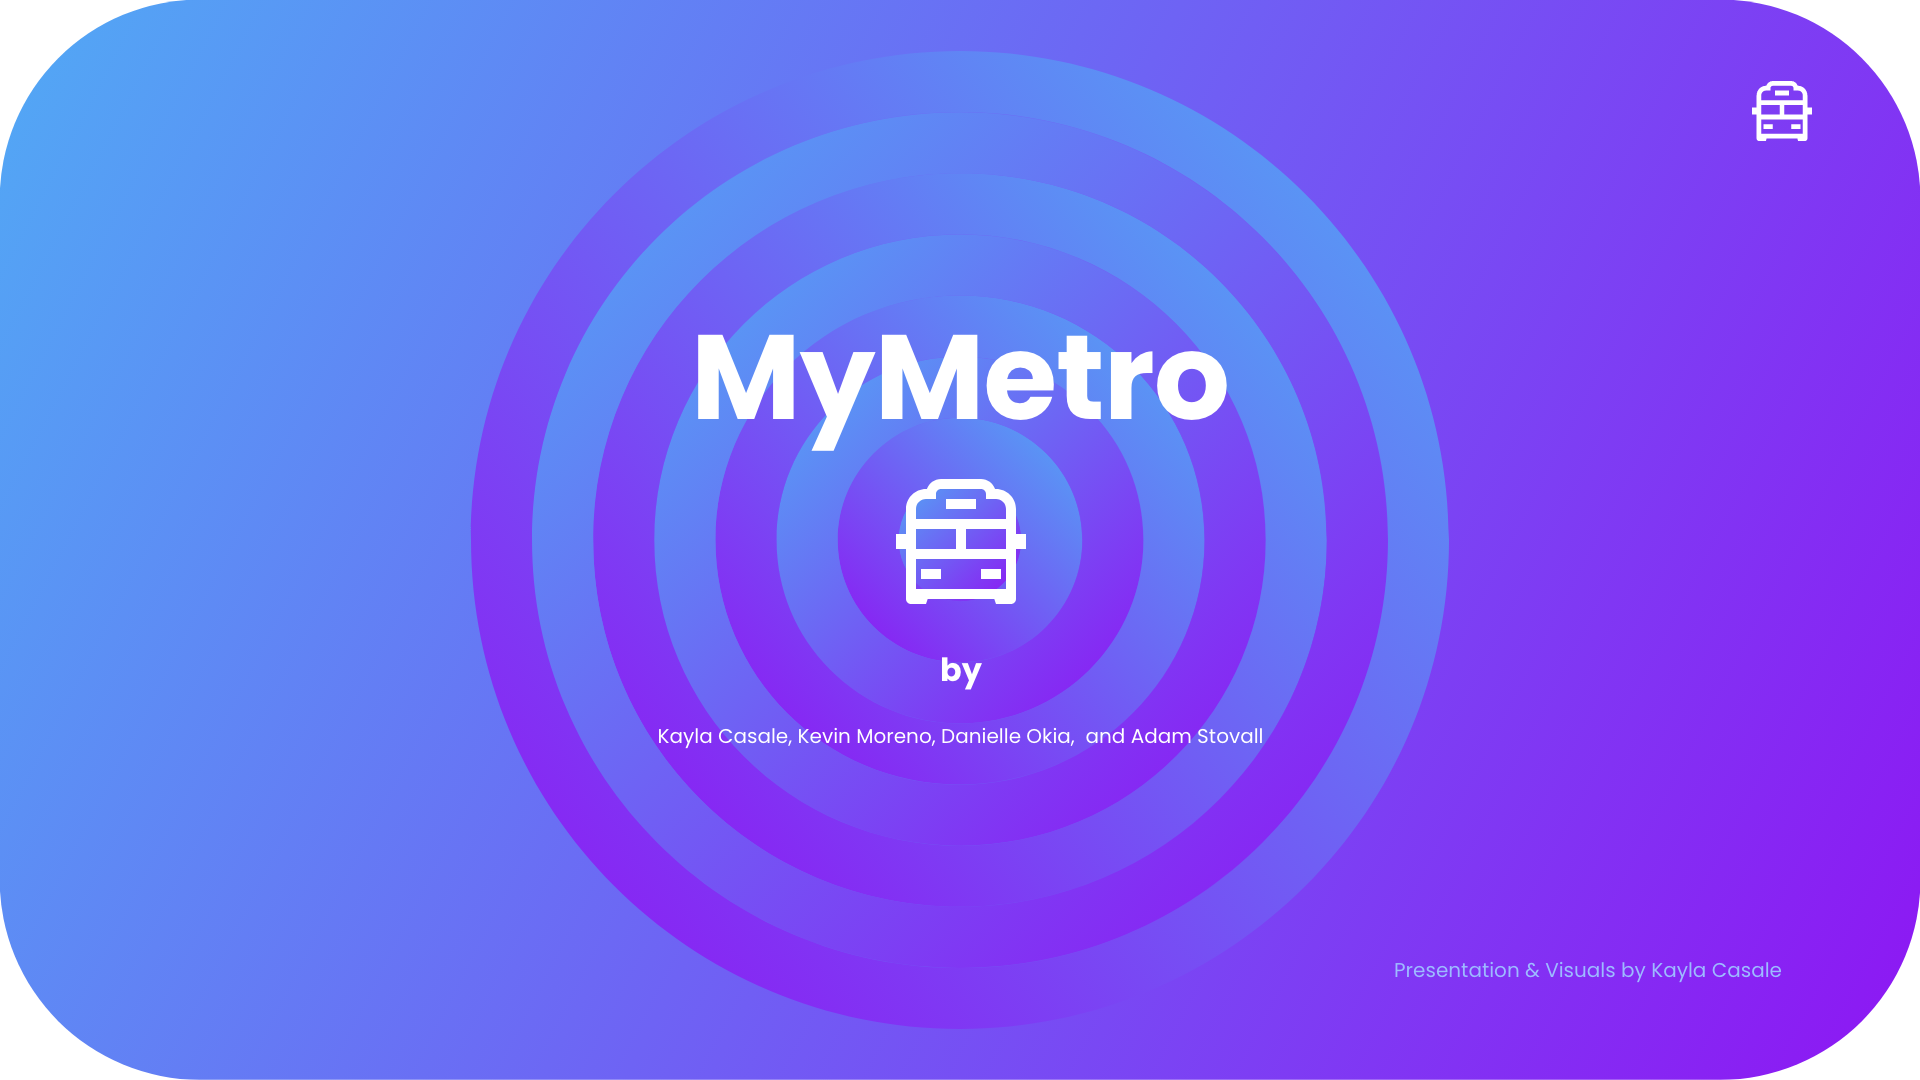 MyMetro
by
Kayla Casale, Kevin Moreno, Danielle Okia,  and Adam Stovall
Presentation & Visuals by Kayla Casale